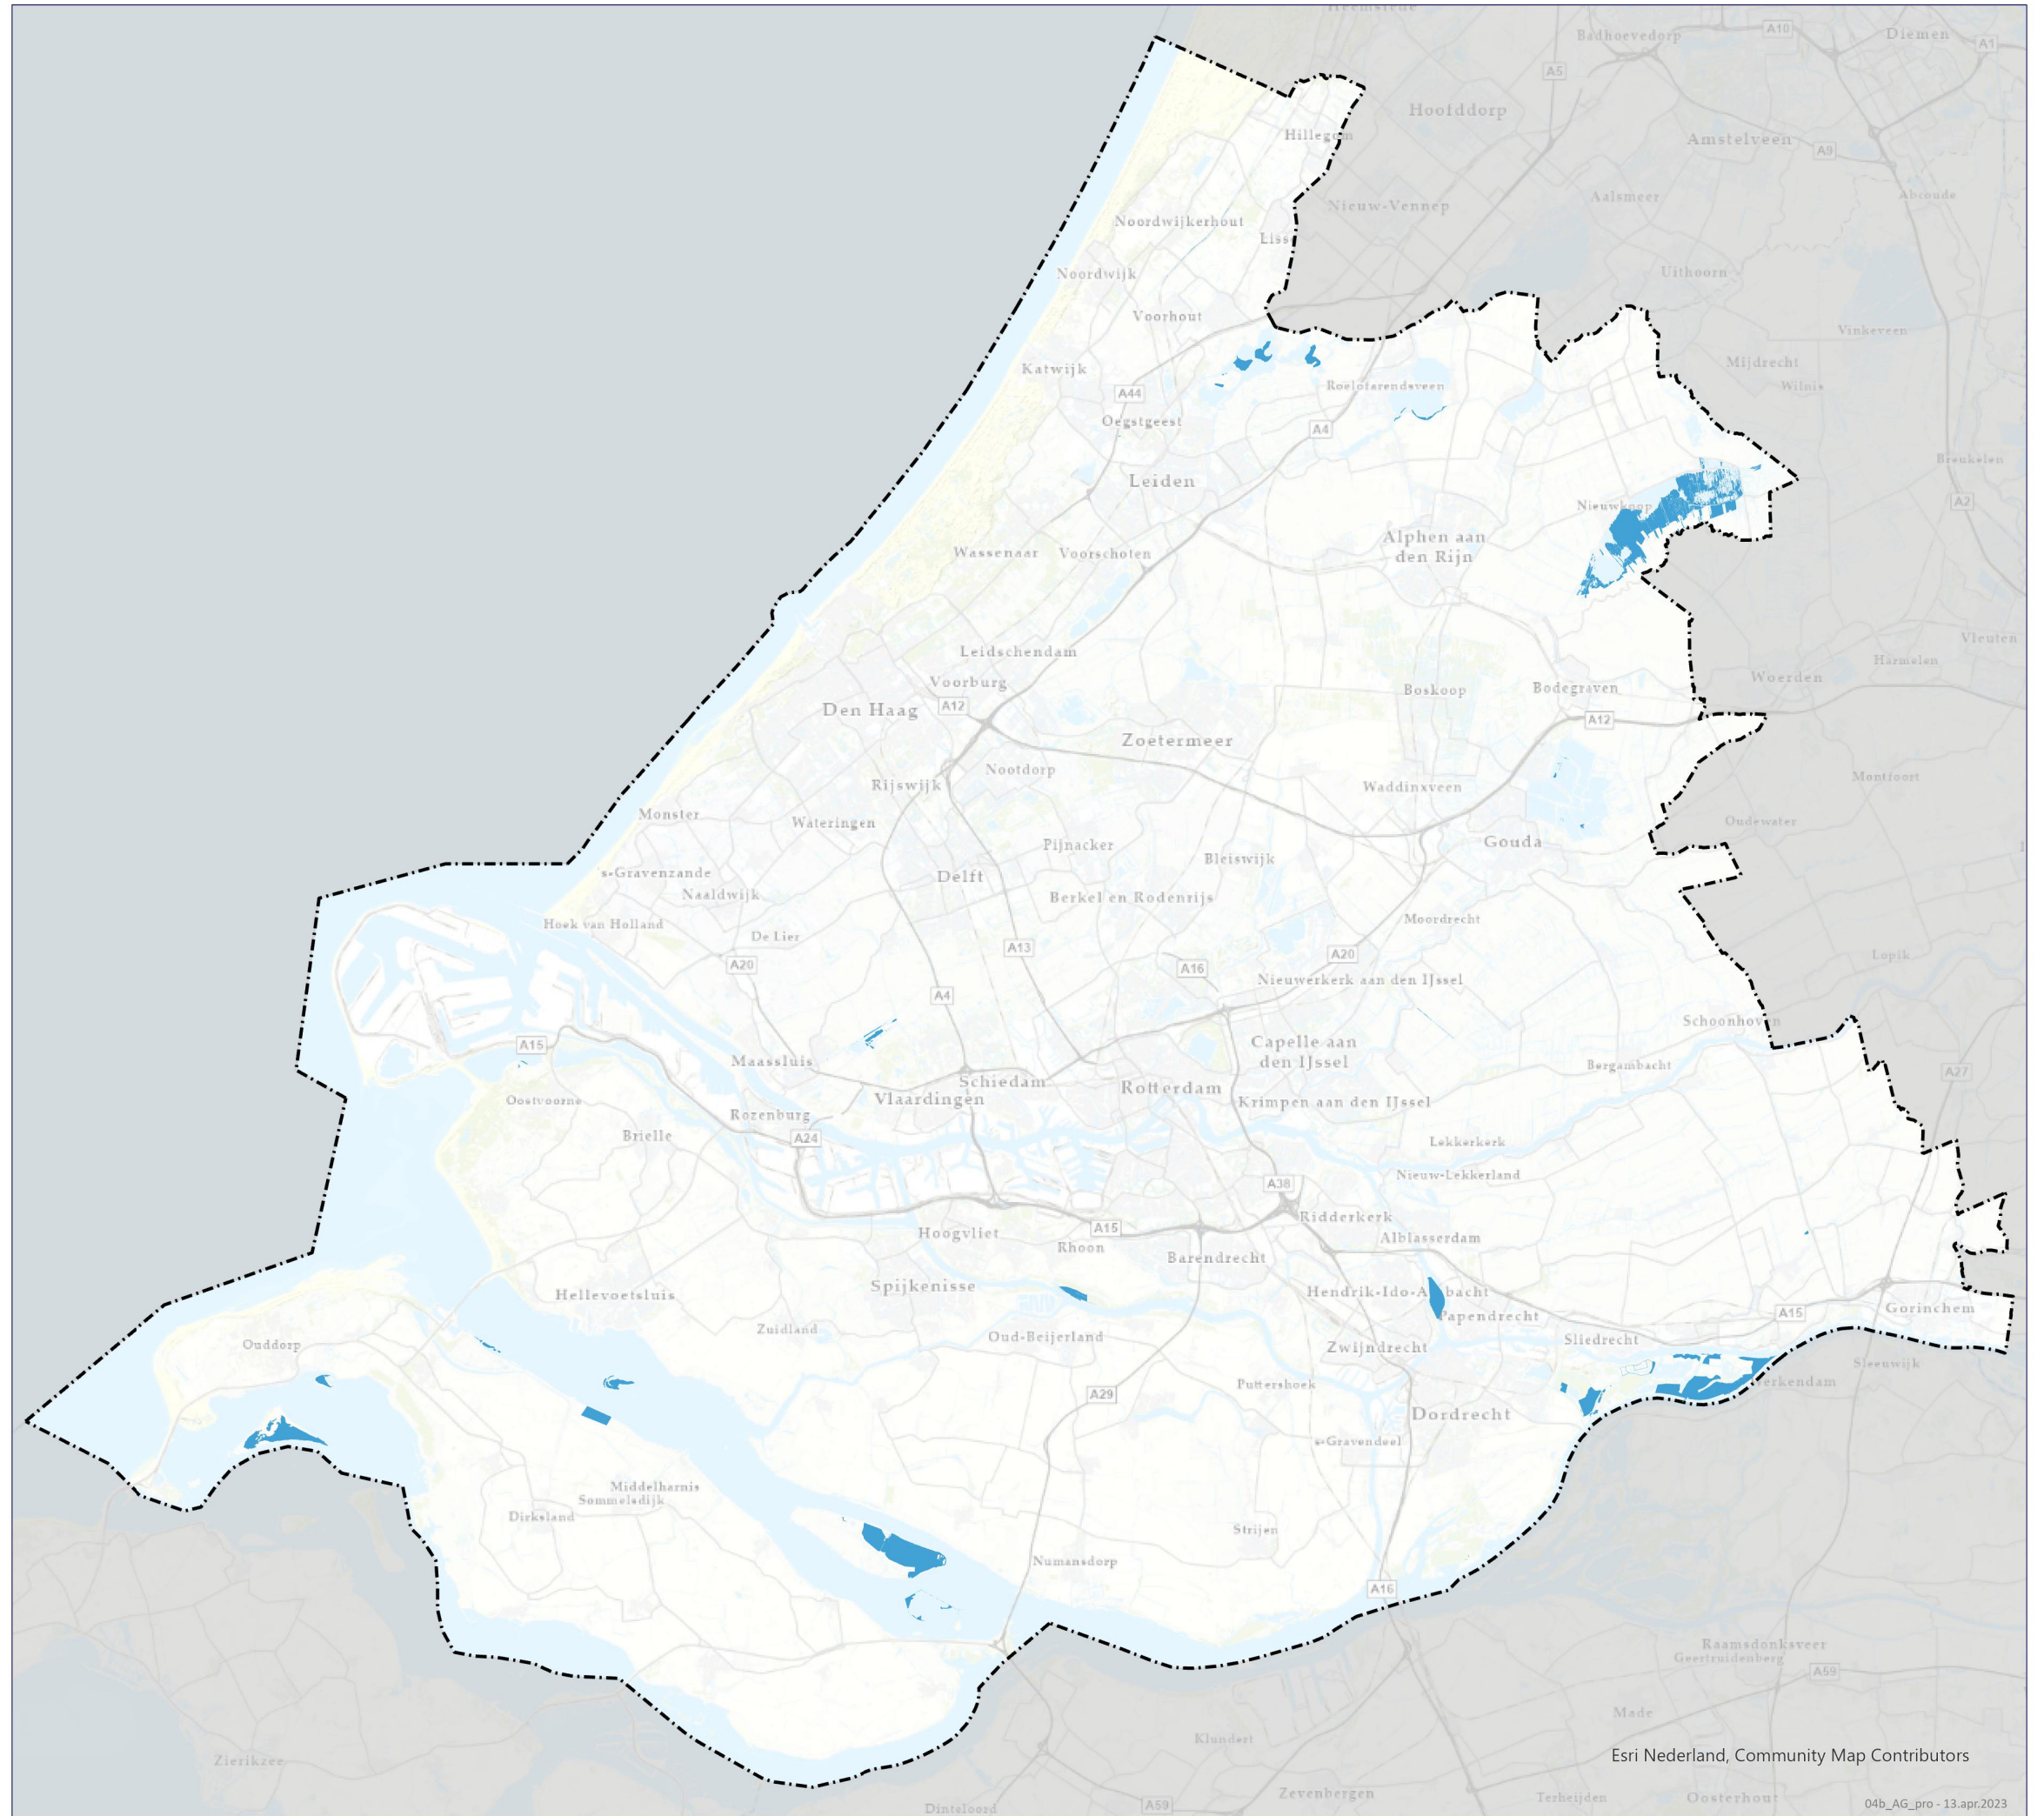 Heemstede
Badhoevedorp
A10
Diemen
A1
A5
Hoofddorp
Amstelveen
A9
Hillegom
Aalsmeer
Abcoude
Nieuw-Vennep
Noordwijkerhout
Liss
Noordwijk
Uithoorn
Voorhout
Vinkeveen
Mijdrecht
Katwijk
Roelofarendsveen
Wilnis
A44
Oegstgeest
A4
Breukelen
Leiden
A2
Nieuwkoop
Alphen aan
den Rijn
Wassenaar
Voorschoten
Vleuten
Leidschendam
Harmelen
Voorburg
Woerden
Boskoop
Bodegraven
Den Haag
A12
A12
Zoetermeer
Nootdorp
Montfoort
Rijswijk
Waddinxveen
Monster
Wateringen
Oudewater
Pijnacker
Gouda
Bleiswijk
's-Gravenzande
Delft
Naaldwijk
Berkel en Rodenrijs
Moordrecht
Hoek van Holland
De Lier
A13
A20
Lopik
A20
A16
Nieuwerkerk aan den IJssel
A4
Schoonhoven
A15
Capelle aan
den IJssel
Maassluis
Bergambacht
A27
Schiedam
Rotterdam
Oostvoorne
Vlaardingen
Krimpen aan den IJssel
Rozenburg
Brielle
A24
Lekkerkerk
Nieuw-Lekkerland
A38
Ridderkerk
Hoogvliet
A15
Alblasserdam
Rhoon
Barendrecht
Spijkenisse
Hellevoetsluis
Hendrik-Ido-Ambacht
Gorinchem
A15
Papendrecht
Zuidland
Oud-Beijerland
Sliedrecht
Ouddorp
Zwijndrecht
Sleeuwijk
Werkendam
Puttershoek
A29
Dordrecht
s-Gravendeel
Middelharnis
Sommelsdijk
Dirksland
Strijen
Numansdorp
A16
Raamsdonksveer
Geertruidenberg
A59
Made
Klundert
Zierikzee
Esri Nederland, Community Map Contributors
Zevenbergen
Terheijden
Oosterhout
04b_AG_pro - 13.apr.2023
A59
Dinteloord